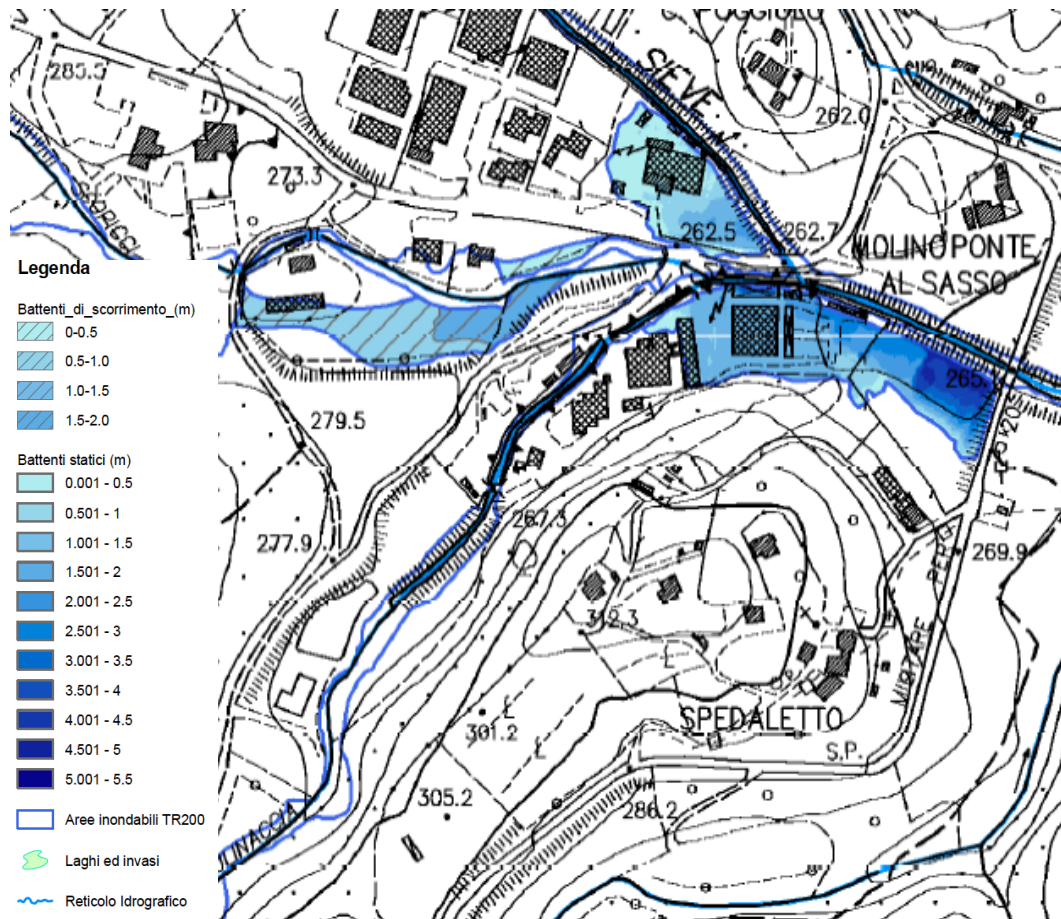 POGGIOLO
285.5
SIEVE
262.0
273.3
262.5
262.7
MOLINO PONTE
AL SASSO
265.
279.5
277.9
267.3
269.9
312.3
MILITARE PER
SPEDALETTO
S.P.
301.2
305.2
286.2
Legenda
Battenti_di_scorrimento_(m)
0-0.5
0.5-1.0
1.0-1.5
1.5-2.0
Battenti statici (m)
0.001 - 0.5
0.501 - 1
1.001 - 1.5
1.501 - 2
2.001 - 2.5
2.501 - 3
3.001 - 3.5
3.501 - 4
4.001 - 4.5
4.501 - 5
5.001 - 5.5
Aree inondabili TR200
Laghi ed invasi
Reticolo Idrografico